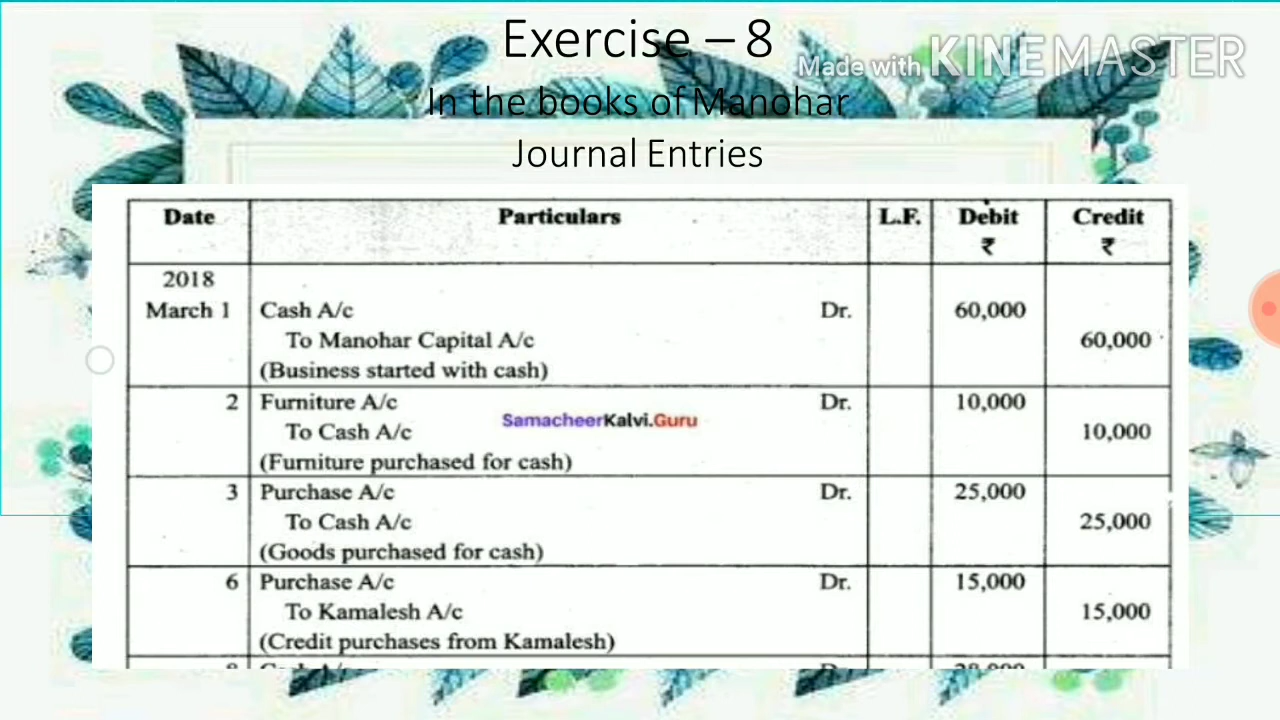 Exercise – 8
Made with KINEMASTER
In the books of Manohar
Journal Entries
Date Particulars L.F. Debit Credit
₹ ₹
2018
March 1 Cash A/c Dr. 60,000
To Manohar Capital A/c 60,000
(Business started with cash)
2 Furniture A/c Dr. 10,000
SamacheerKalvi.Guru
To Cash A/c 10,000
(Furniture purchased for cash)
3 Purchase A/c Dr. 25,000
To Cash A/c 25,000
(Goods purchased for cash)
6 Purchase A/c Dr. 15,000
To Kamalesh A/c 15,000
(Credit purchases from Kamalesh)